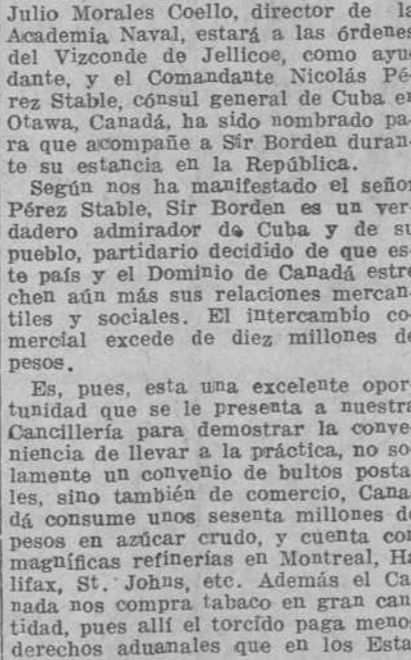 Julio Morales Coello, director de la
Academia Naval, estará a las órdenes
del Vizconde de Jellicoe, como ayu-
dante, y el Comandante Nicolás Pé-
rez Stable, cónsul general de Cuba en
Otawa, Canadá, ha sido nombrado pa-
ra que acompañe a Sir Borden duran-
te su estancia en la República.
Según nos ha manifestado el señor
Pérez Stable, Sir Borden es un ver-
dadero admirador de Cuba y de su
pueblo, partidario decidido de que es-
te país y el Dominio de Canadá estre
chen aún más sus relaciones mercan-
tiles y sociales. El intercambio co-
mercial excede de diez millones de
pesos.
Es, pues, esta una excelente opor-
tunidad que se le presenta a nuestra
Cancillería para demostrar la conve-
niencia de llevar a la práctica, no so-
lamente un convenio de bultos posta-
les, sino también de comercio, Cana-
dá consume unos sesenta millones de
pesos en azúcar crudo, y cuenta con
magníficas refinerías en Montreal, Ha
lifax, St. Johns, etc. Además el Ca-
nada nos compra tabaco en gran can-
tidad, pues allí el torcido paga menos
derechos aduanales que en los Esta-